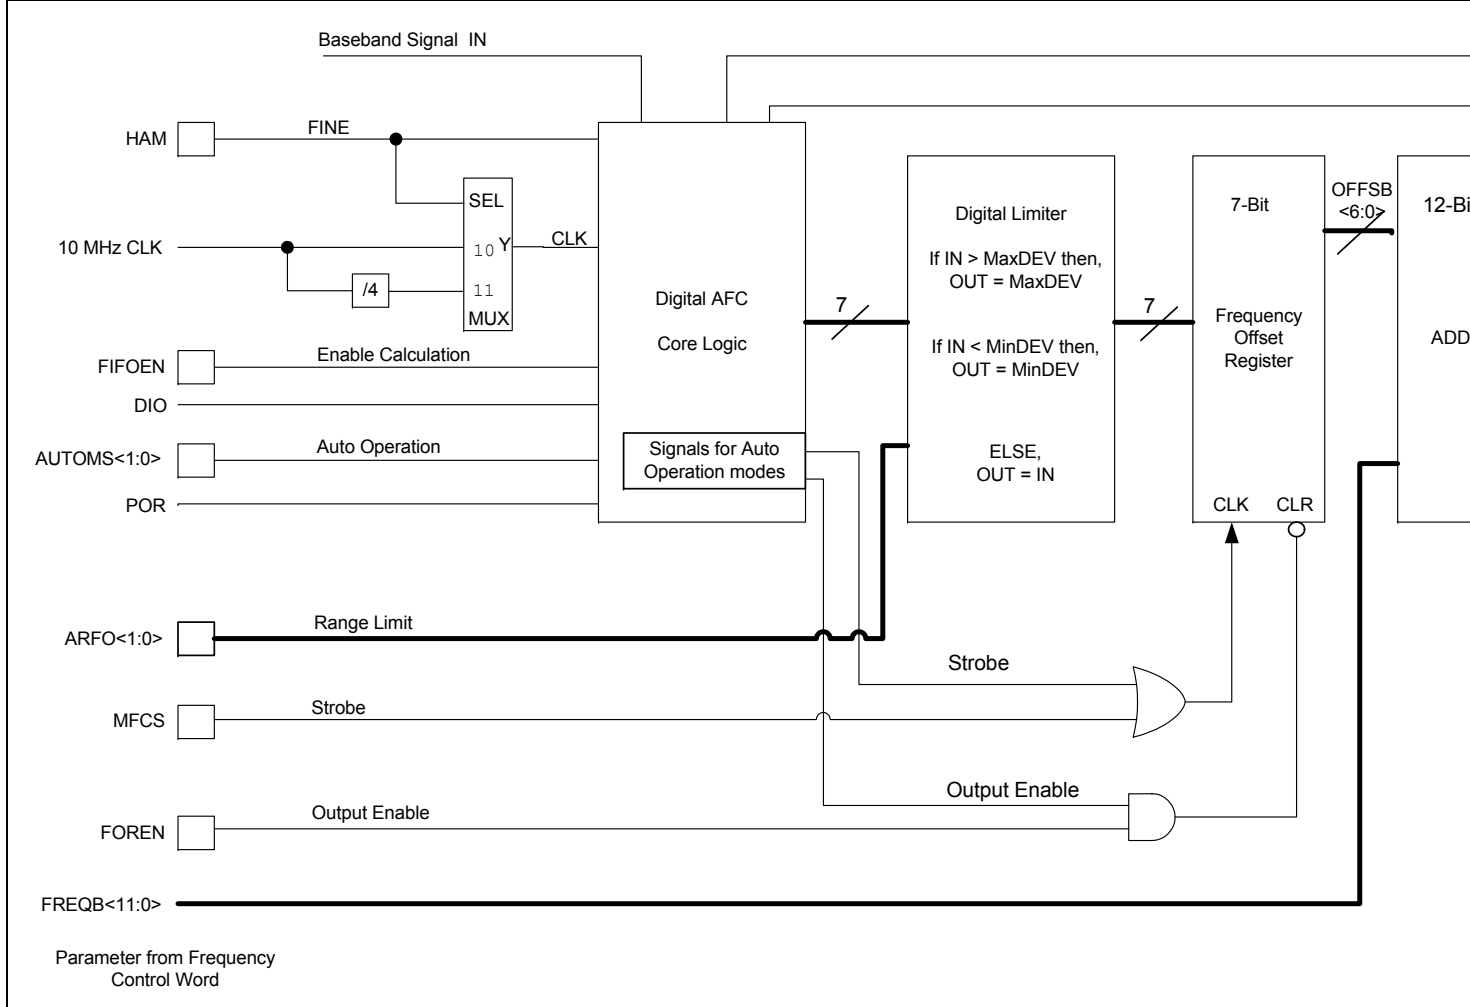 Baseband Signal IN
HAM
FINE
SEL
10 MHz CLK
10 Y
CLK
/4
11
MUX
FIFOEN
Enable Calculation
DIO
AUTOMS<1:0>
Auto Operation
POR
Digital AFC
Core Logic
Signals for Auto
Operation modes
7
Digital Limiter
If IN > MaxDEV then,
OUT = MaxDEV
If IN < MinDEV then,
OUT = MinDEV
ELSE,
OUT = IN
7
7-Bit
Frequency
Offset
Register
CLK CLR
OFFSB
<6:0>
12-Bi
ADD
ARFO<1:0>
Range Limit
Strobe
MFCS
Strobe
Output Enable
FOREN
Output Enable
FREQB<11:0>
Parameter from Frequency
Control Word